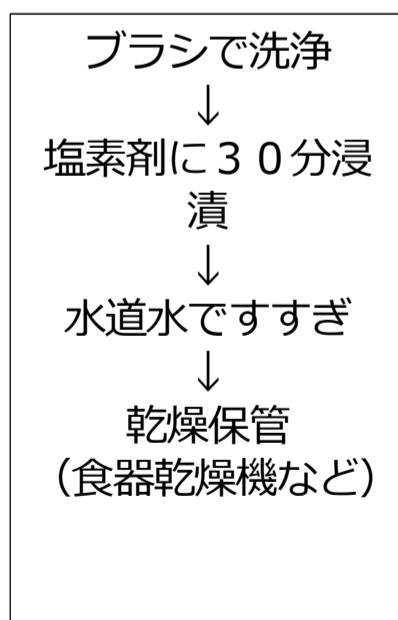 ブラシで洗浄
↓
塩素剤に３０分浸
漬
↓
水道水ですすぎ
↓
乾燥保管
（食器乾燥機など）